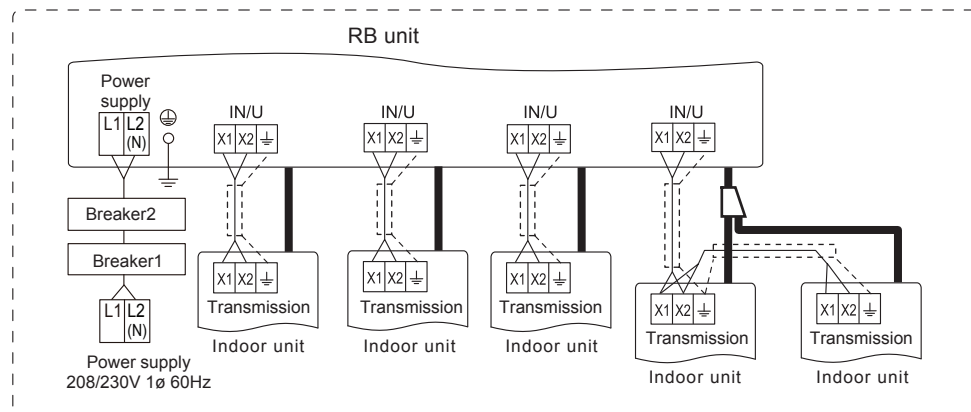 RB unit
Power
supply
L1 L2
(N)
IN/U
X1 X2
IN/U
X1 X2
IN/U
X1 X2
IN/U
X1 X2
Breaker2
Breaker1
L1 L2
(N)
Power supply
208/230V 1ø 60Hz
X1 X2
Transmission
Indoor unit
X1 X2
Transmission
Indoor unit
X1 X2
Transmission
Indoor unit
X1 X2
Transmission
Indoor unit
X1 X2
Transmission
Indoor unit